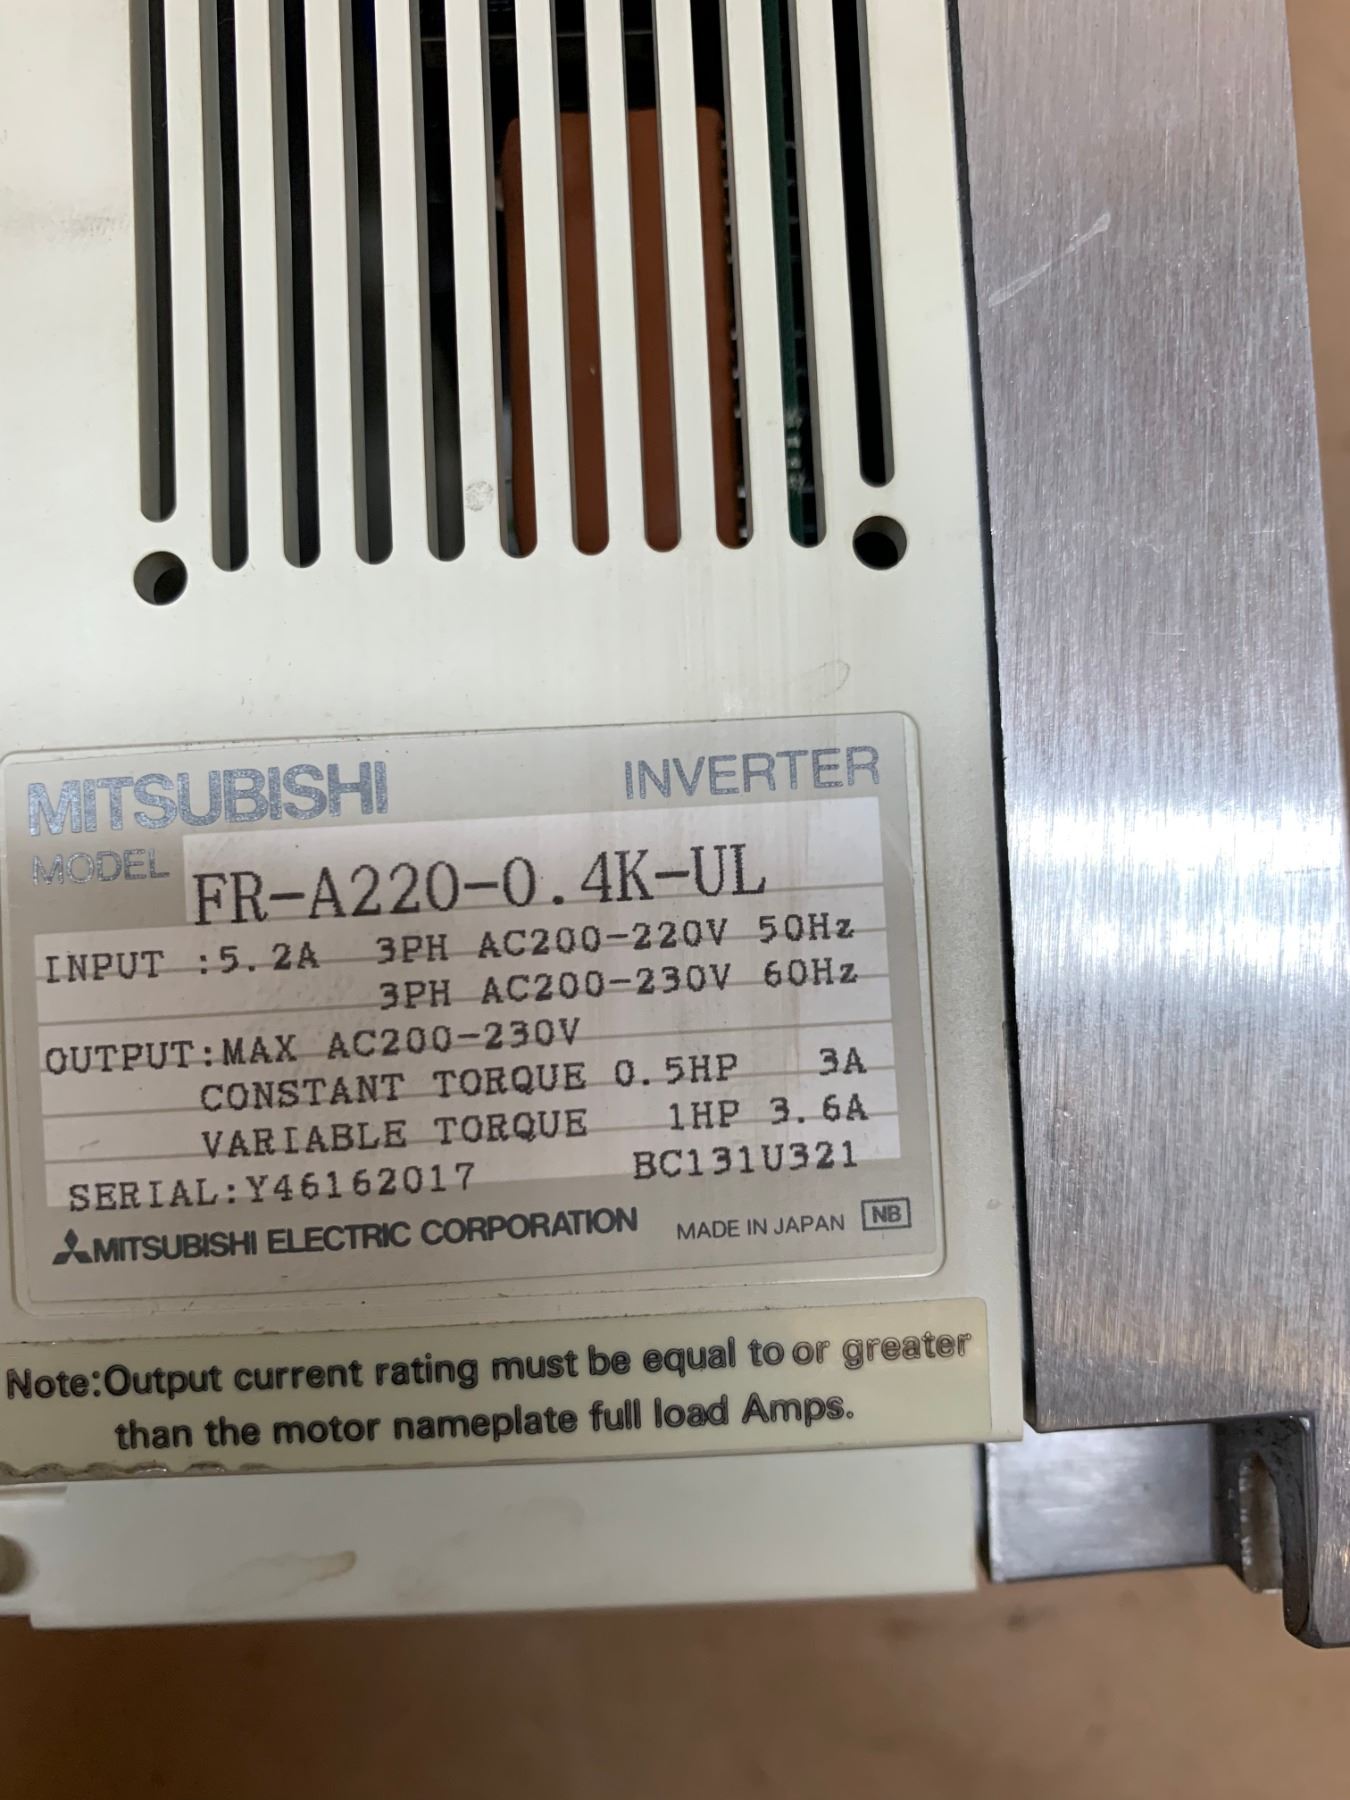 MITSUBISHI INVERTER
MODEL FR-A220-0.4K-UL
INPUT :5.2A 3PH AC200-220V 50Hz
3PH AC200-230V 60Hz
OUTPUT:MAX AC200-230V
CONSTANT TORQUE 0.5HP 3A
VARIABLE TORQUE 1HP 3.6A
SERIAL:Y46162017 BC131U321
MITSUBISHI ELECTRIC CORPORATION MADE IN JAPAN NB
Note:Output current rating must be equal to or greater
than the motor nameplate full load Amps.